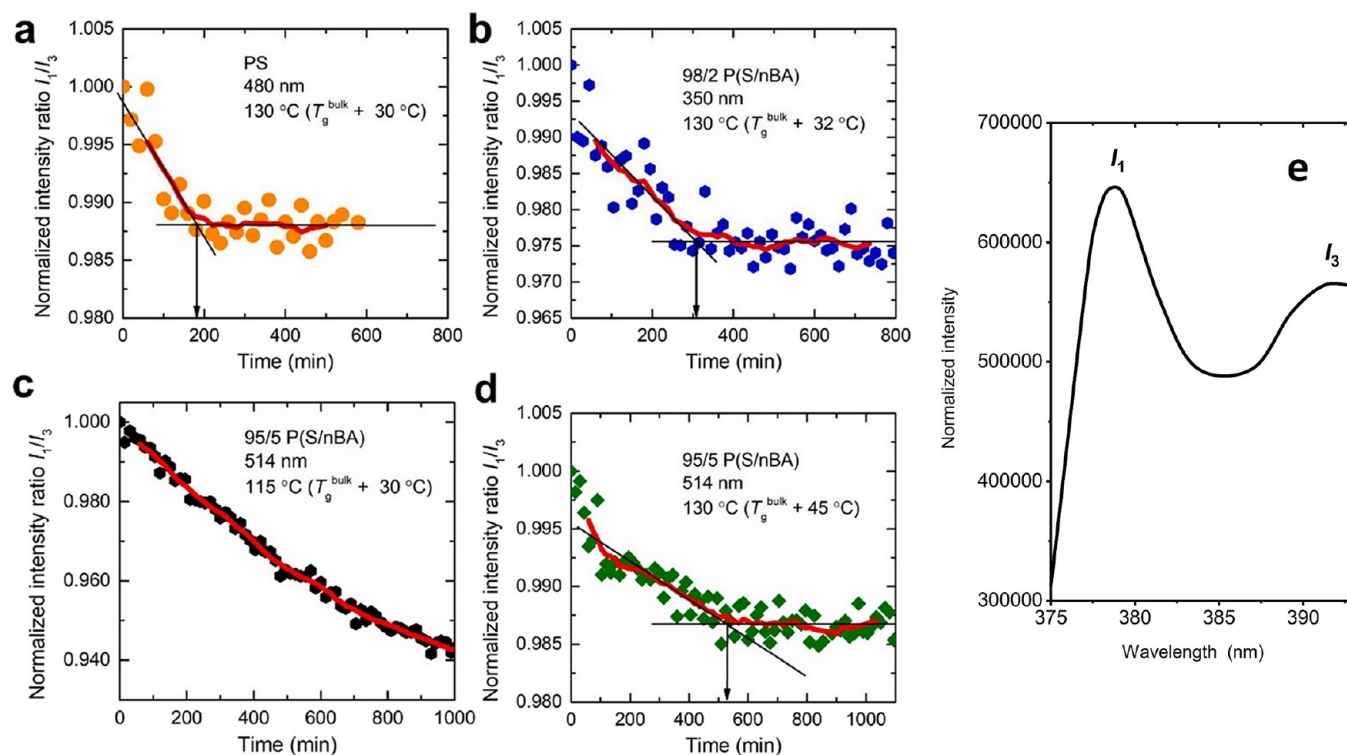 a
Normalized intensity ratio I1/I3
1.005
1.000
0.995
0.990
0.985
0.980
PS
480 nm
130 °C (Tg^bulk + 30 °C)
0 200 400 600 800
Time (min)
b
Normalized intensity ratio I1/I3
1.005
1.000
0.995
0.990
0.985
0.980
0.975
0.970
0.965
98/2 P(S/nBA)
350 nm
130 °C (Tg^bulk + 32 °C)
0 200 400 600 800
Time (min)
c
Normalized intensity ratio I1/I3
1.000
0.980
0.960
0.940
95/5 P(S/nBA)
514 nm
115 °C (Tg^bulk + 30 °C)
0 200 400 600 800 1000
Time (min)
d
Normalized intensity ratio I1/I3
1.005
1.000
0.995
0.990
0.985
0.980
95/5 P(S/nBA)
514 nm
130 °C (Tg^bulk + 45 °C)
0 200 400 600 800 1000
Time (min)
e
Normalized intensity
700000
600000
500000
400000
300000
I1
I3
375 380 385 390
Wavelength (nm)